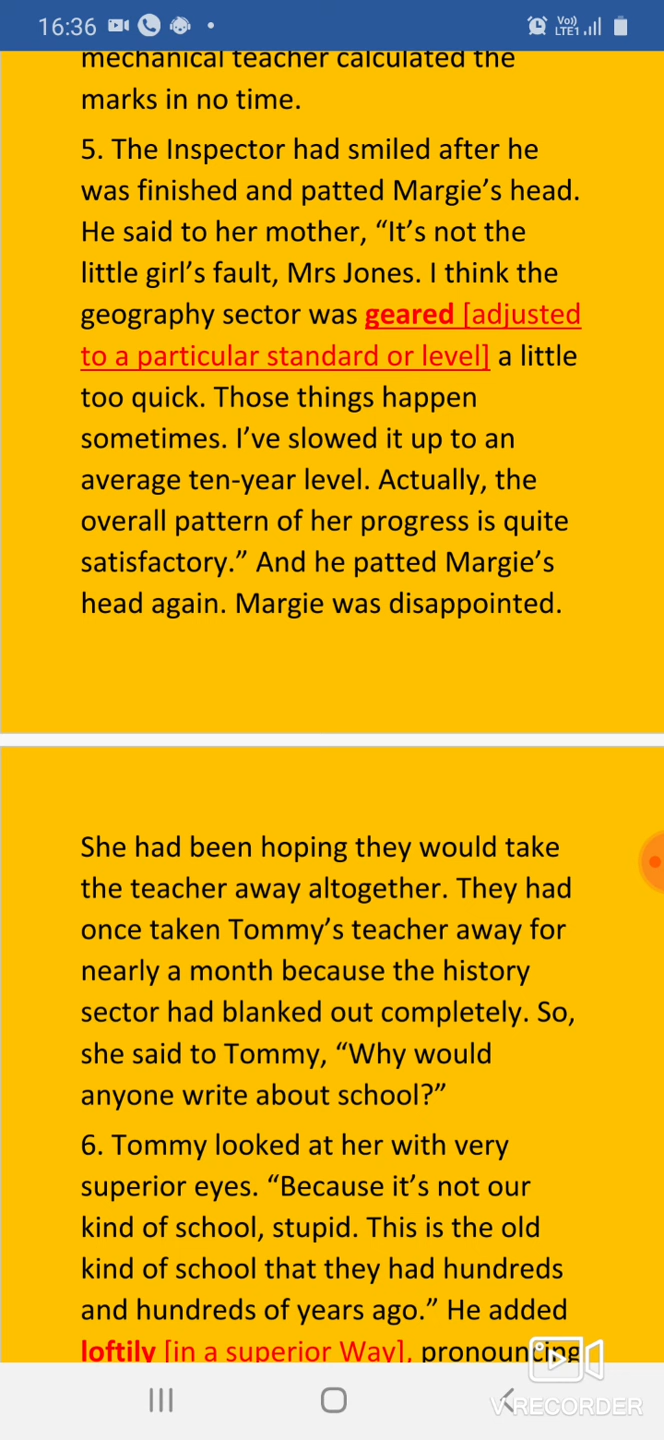 16:36
Vo))
LTE1
mechanical teacher calculated the
marks in no time.
5. The Inspector had smiled after he
was finished and patted Margie’s head.
He said to her mother, “It’s not the
little girl’s fault, Mrs Jones. I think the
geography sector was geared [adjusted
to a particular standard or level] a little
too quick. Those things happen
sometimes. I’ve slowed it up to an
average ten-year level. Actually, the
overall pattern of her progress is quite
satisfactory.” And he patted Margie’s
head again. Margie was disappointed.
She had been hoping they would take
the teacher away altogether. They had
once taken Tommy’s teacher away for
nearly a month because the history
sector had blanked out completely. So,
she said to Tommy, “Why would
anyone write about school?”
6. Tommy looked at her with very
superior eyes. “Because it’s not our
kind of school, stupid. This is the old
kind of school that they had hundreds
and hundreds of years ago.” He added
loftily [in a superior Way], pronouncing
V RECORDER